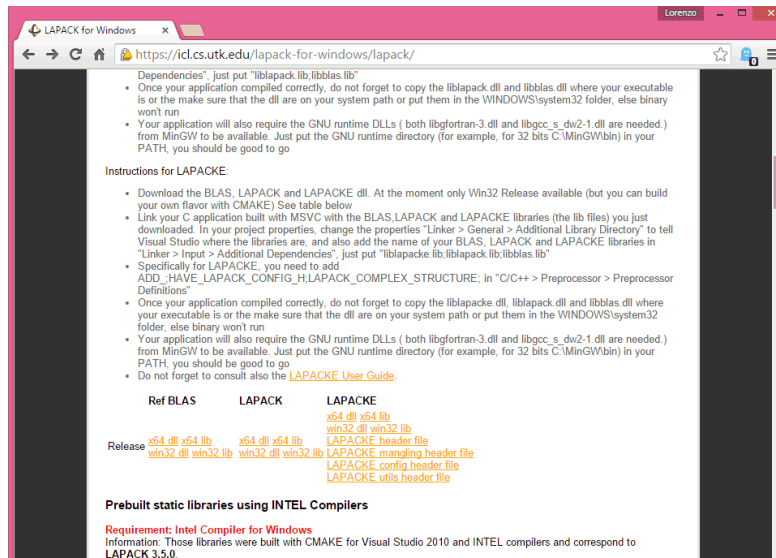 Lorenzo
LAPACK for Windows
https://icl.cs.utk.edu/lapack-for-windows/lapack/
0
Dependencies", just put "liblapack.lib;libblas.lib"
• Once your application compiled correctly, do not forget to copy the liblapack.dll and libblas.dll where your executable
is or the make sure that the dll are on your system path or put them in the WINDOWS\system32 folder, else binary
won't run
• Your application will also require the GNU runtime DLLs ( both libgfortran-3.dll and libgcc_s_dw2-1.dll are needed.)
from MinGW to be available. Just put the GNU runtime directory (for example, for 32 bits C:\MinGW\bin) in your
PATH, you should be good to go
Instructions for LAPACKE:
• Download the BLAS, LAPACK and LAPACKE dll. At the moment only Win32 Release available (but you can build
your own flavor with CMAKE) See table below
• Link your C application built with MSVC with the BLAS,LAPACK and LAPACKE libraries (the lib files) you just
downloaded. In your project properties, change the properties "Linker > General > Additional Library Directory" to tell
Visual Studio where the libraries are, and also add the name of your BLAS, LAPACK and LAPACKE libraries in
"Linker > Input > Additional Dependencies", just put "liblapacke.lib;liblapack.lib;libblas.lib"
• Specifically for LAPACKE, you need to add
ADD_;HAVE_LAPACK_CONFIG_H;LAPACK_COMPLEX_STRUCTURE; in "C/C++ > Preprocessor > Preprocessor
Definitions"
• Once your application compiled correctly, do not forget to copy the liblapacke.dll, liblapack.dll and libblas.dll where
your executable is or the make sure that the dll are on your system path or put them in the WINDOWS\system32
folder, else binary won't run
• Your application will also require the GNU runtime DLLs ( both libgfortran-3.dll and libgcc_s_dw2-1.dll are needed.)
from MinGW to be available. Just put the GNU runtime directory (for example, for 32 bits C:\MinGW\bin) in your
PATH, you should be good to go
• Do not forget to consult also the LAPACKE User Guide.
Ref BLAS LAPACK LAPACKE
x64 dll x64 lib
win32 dll win32 lib
Release x64 dll x64 lib x64 dll x64 lib LAPACKE header file
win32 dll win32 lib win32 dll win32 lib LAPACKE mangling header file
LAPACKE config header file
LAPACKE utils header file
Prebuilt static libraries using INTEL Compilers
Requirement: Intel Compiler for Windows
Information: Those libraries were built with CMAKE for Visual Studio 2010 and INTEL compilers and correspond to
LAPACK 3.5.0.